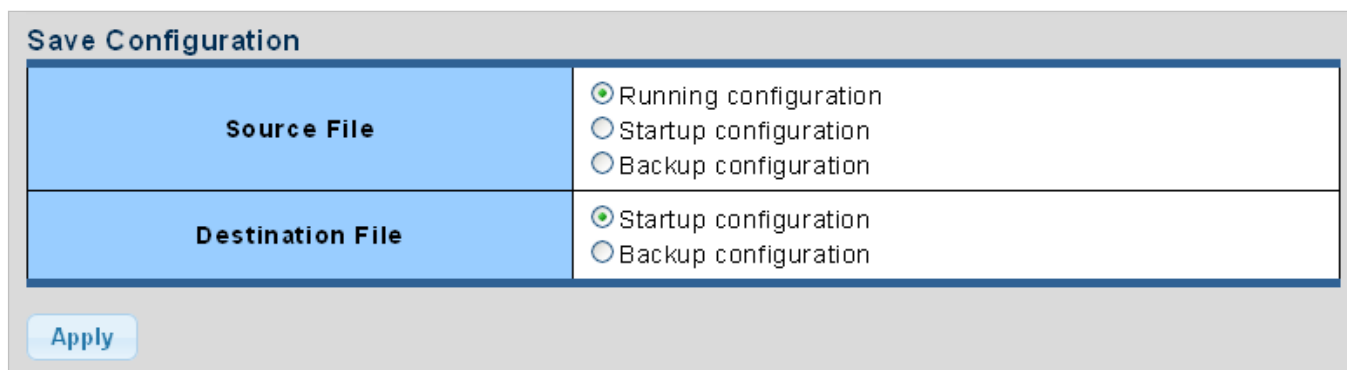 Save Configuration
Source File
Running configuration
Startup configuration
Backup configuration
Destination File
Startup configuration
Backup configuration
Apply